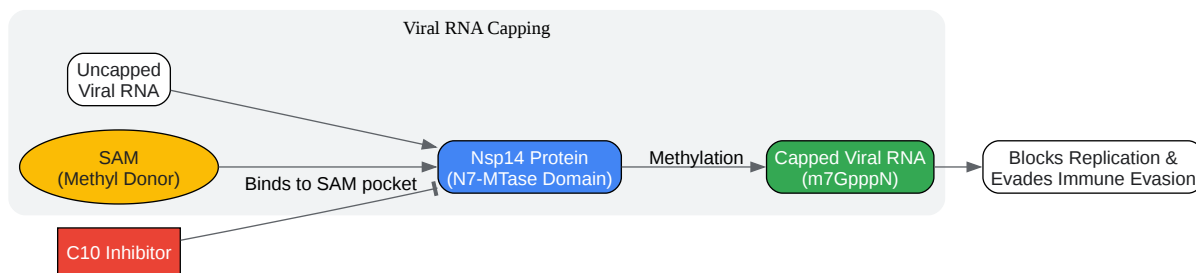 Viral RNA Capping
Uncapped
Viral RNA
SAM
(Methyl Donor)
Binds to SAM pocket
C10 Inhibitor
Nsp14 Protein
(N7-MTase Domain)
Methylation
Capped Viral RNA
(m7GpppN)
Blocks Replication &
Evades Immune Evasion